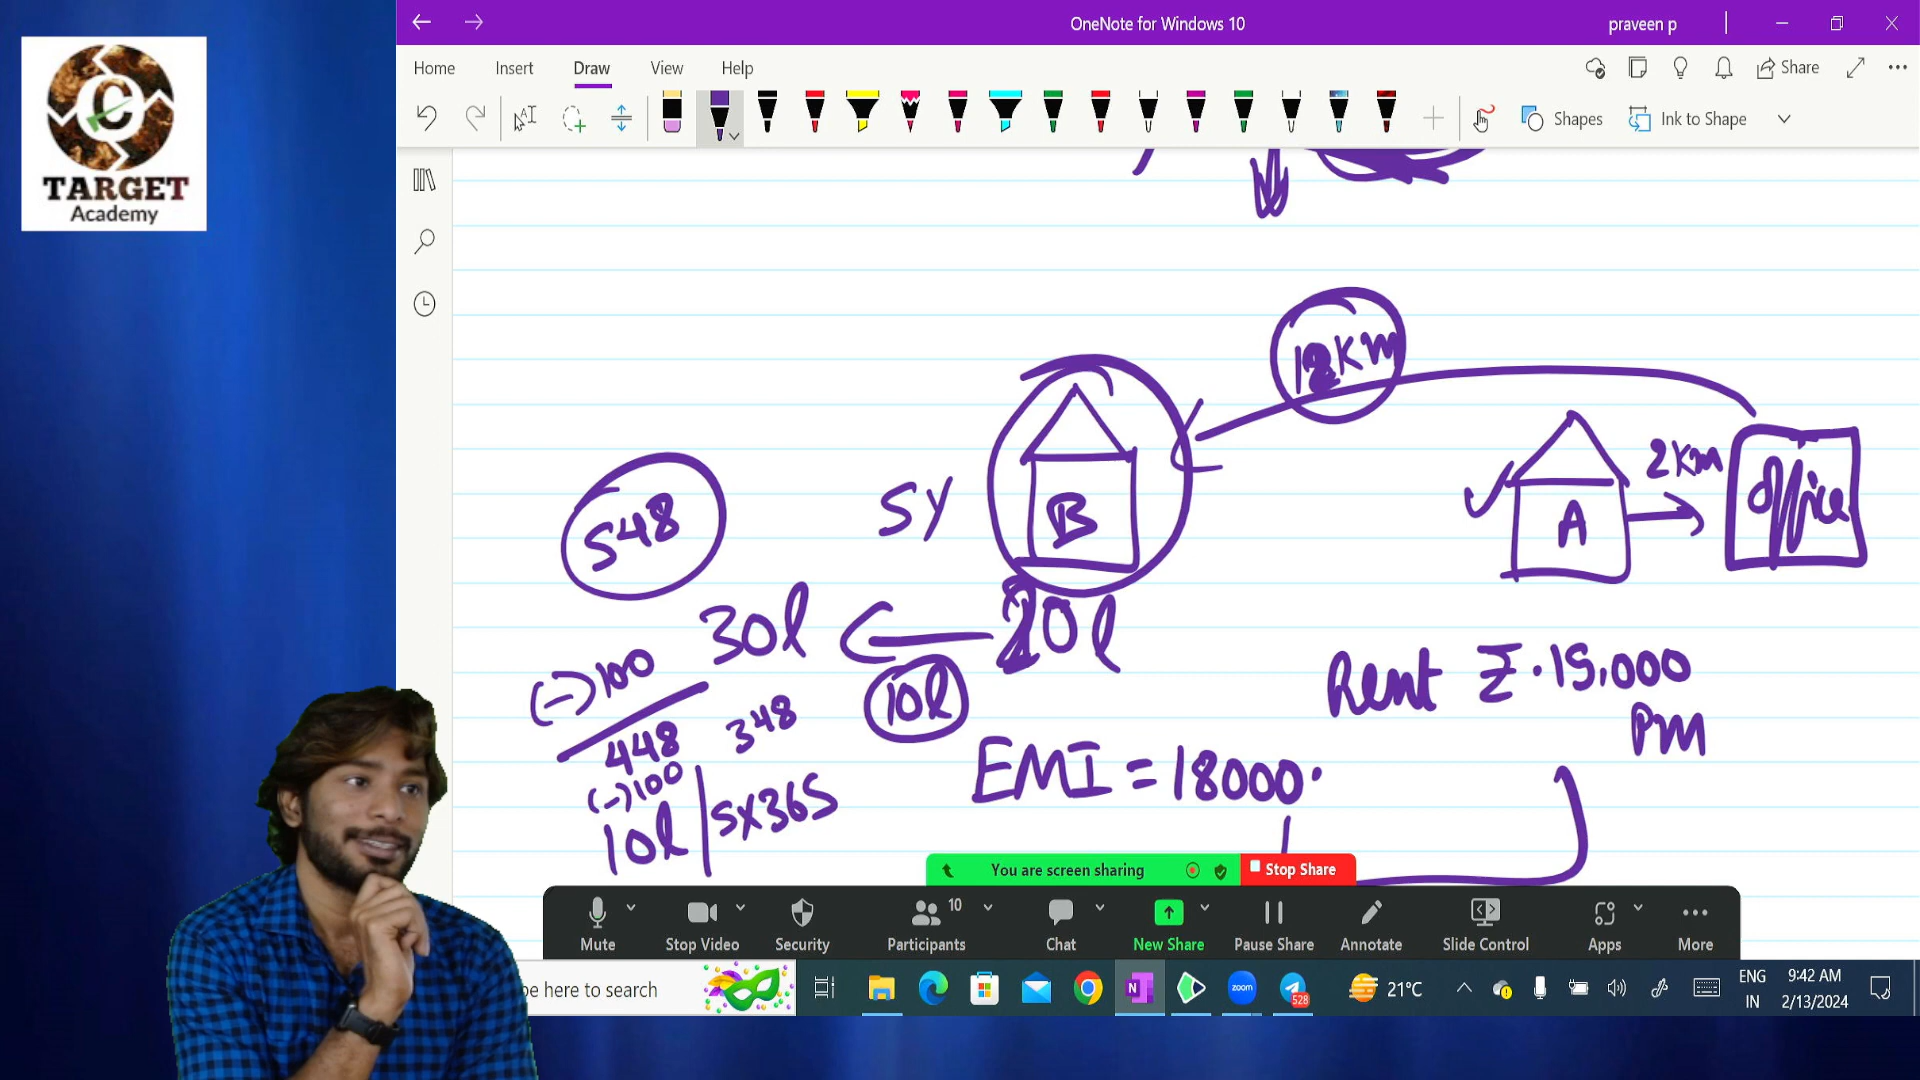 TARGET
Academy
OneNote for Windows 10
praveen p
Home Insert Draw View Help
Share
Shapes
Ink to Shape
12Km
2Km
Office
A
B
5Y
548
30l
20l
10l
(-)100
448
348
(-)100
10l
5X365
Rent ₹.15,000
PM
EMI = 18000
You are screen sharing
Stop Share
Mute
Stop Video
Security
10
Participants
Chat
New Share
Pause Share
Annotate
Slide Control
Apps
More
pe here to search
zoom
528
21°C
ENG
IN
9:42 AM
2/13/2024